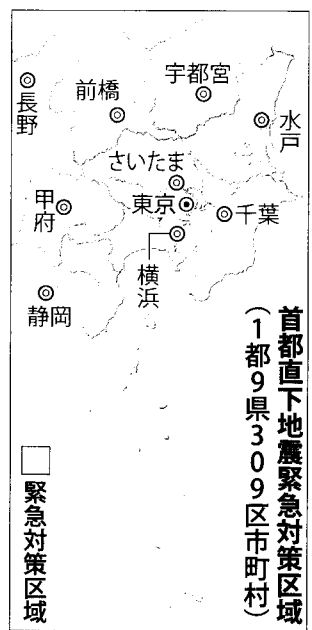 首都直下地震緊急対策区域
（1都9県309区市町村）
宇都宮
前橋
長野
水戸
さいたま
東京
千葉
甲府
横浜
静岡
緊急対策区域